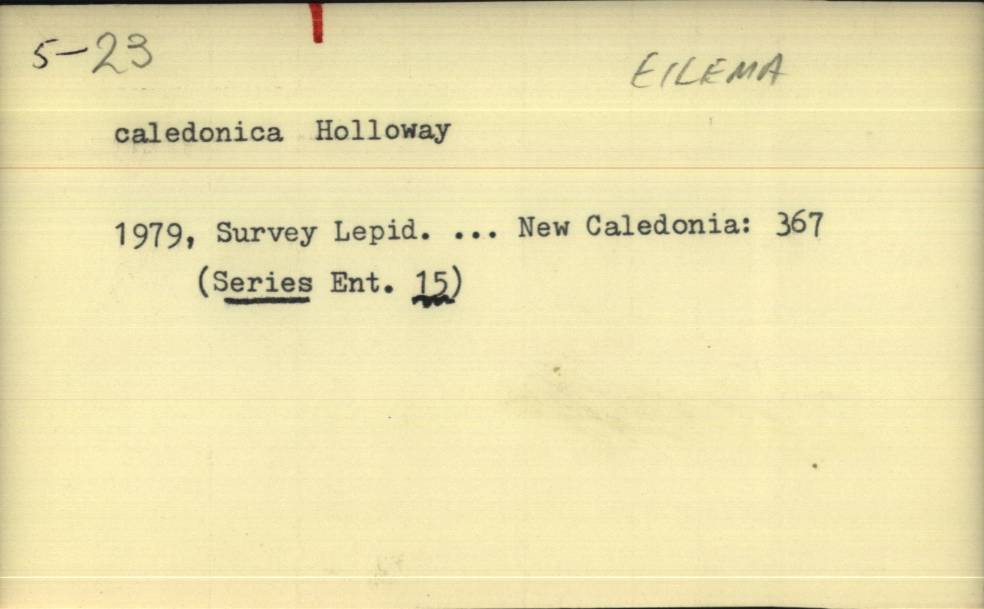 5-23
EILEMA
caledonica Holloway
1979, Survey Lepid. ... New Caledonia: 367
(Series Ent. 15)